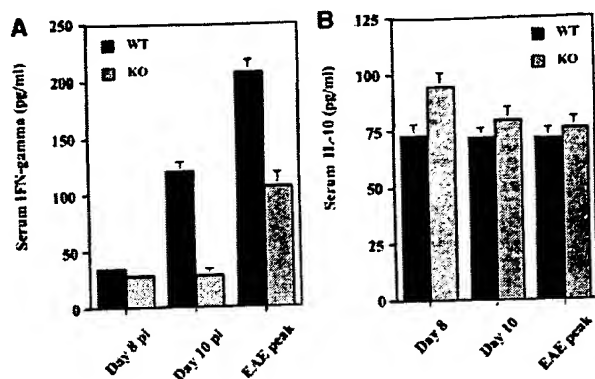 A
Serum IFN-gamma (pg/ml)
250
200
150
100
50
0
WT
KO
Day 8 pi
Day 10 pi
EAE peak
B
Serum IL-10 (pg/ml)
125
100
75
50
25
0
WT
KO
Day 8
Day 10
EAE peak